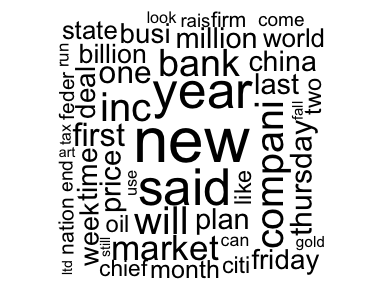 look raisfirm come
state busi million world
billion bank china
one last
deal inc year two
run feder
tax first new compani thursday fall
art
nation end time price use said like
week
oil will plan
still market can gold
ltd chief month citi friday